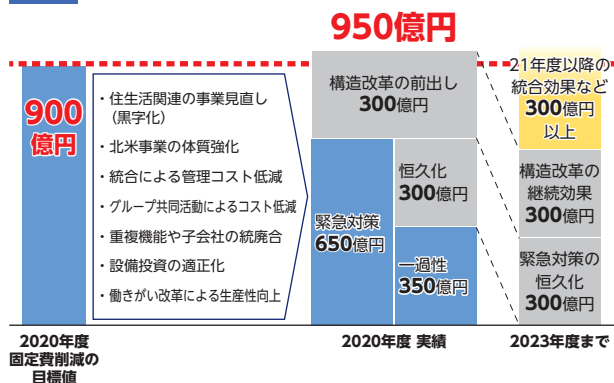 950億円
900
億円
・住生活関連の事業見直し
（黒字化）
・北米事業の体質強化
・統合による管理コスト低減
・グループ共同活動によるコスト低減
・重複機能や子会社の統廃合
・設備投資の適正化
・働きがい改革による生産性向上
構造改革の前出し
300億円
緊急対策
650億円
恒久化
300億円
一過性
350億円
21年度以降の
統合効果など
300億円
以上
構造改革の
継続効果
300億円
緊急対策の
恒久化
300億円
2020年度
固定費削減の
目標値
2020年度 実績
2023年度まで